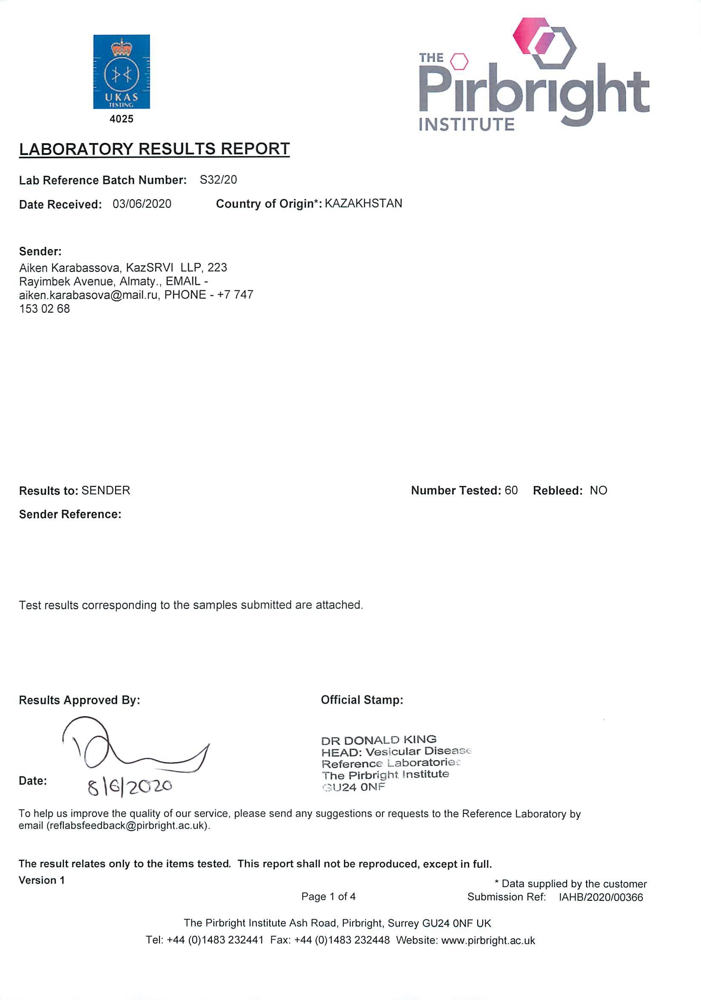 UKAS
TESTING
4025
THE
Pirbright
INSTITUTE
LABORATORY RESULTS REPORT
Lab Reference Batch Number: S32/20
Date Received: 03/06/2020 Country of Origin*: KAZAKHSTAN
Sender:
Aiken Karabassova, KazSRVI LLP, 223
Rayimbek Avenue, Almaty., EMAIL -
aiken.karabasova@mail.ru, PHONE - +7 747
153 02 68
Results to: SENDER Number Tested: 60 Rebleed: NO
Sender Reference:
Test results corresponding to the samples submitted are attached.
Results Approved By: Official Stamp:
DR DONALD KING
HEAD: Vesicular Disease
Reference Laboratories
The Pirbright Institute
GU24 0NF
Date: 8/6/2020
To help us improve the quality of our service, please send any suggestions or requests to the Reference Laboratory by
email (reflabsfeedback@pirbright.ac.uk).
The result relates only to the items tested. This report shall not be reproduced, except in full.
Version 1
* Data supplied by the customer
Page 1 of 4 Submission Ref: IAHB/2020/00366
The Pirbright Institute Ash Road, Pirbright, Surrey GU24 0NF UK
Tel: +44 (0)1483 232441 Fax: +44 (0)1483 232448 Website: www.pirbright.ac.uk